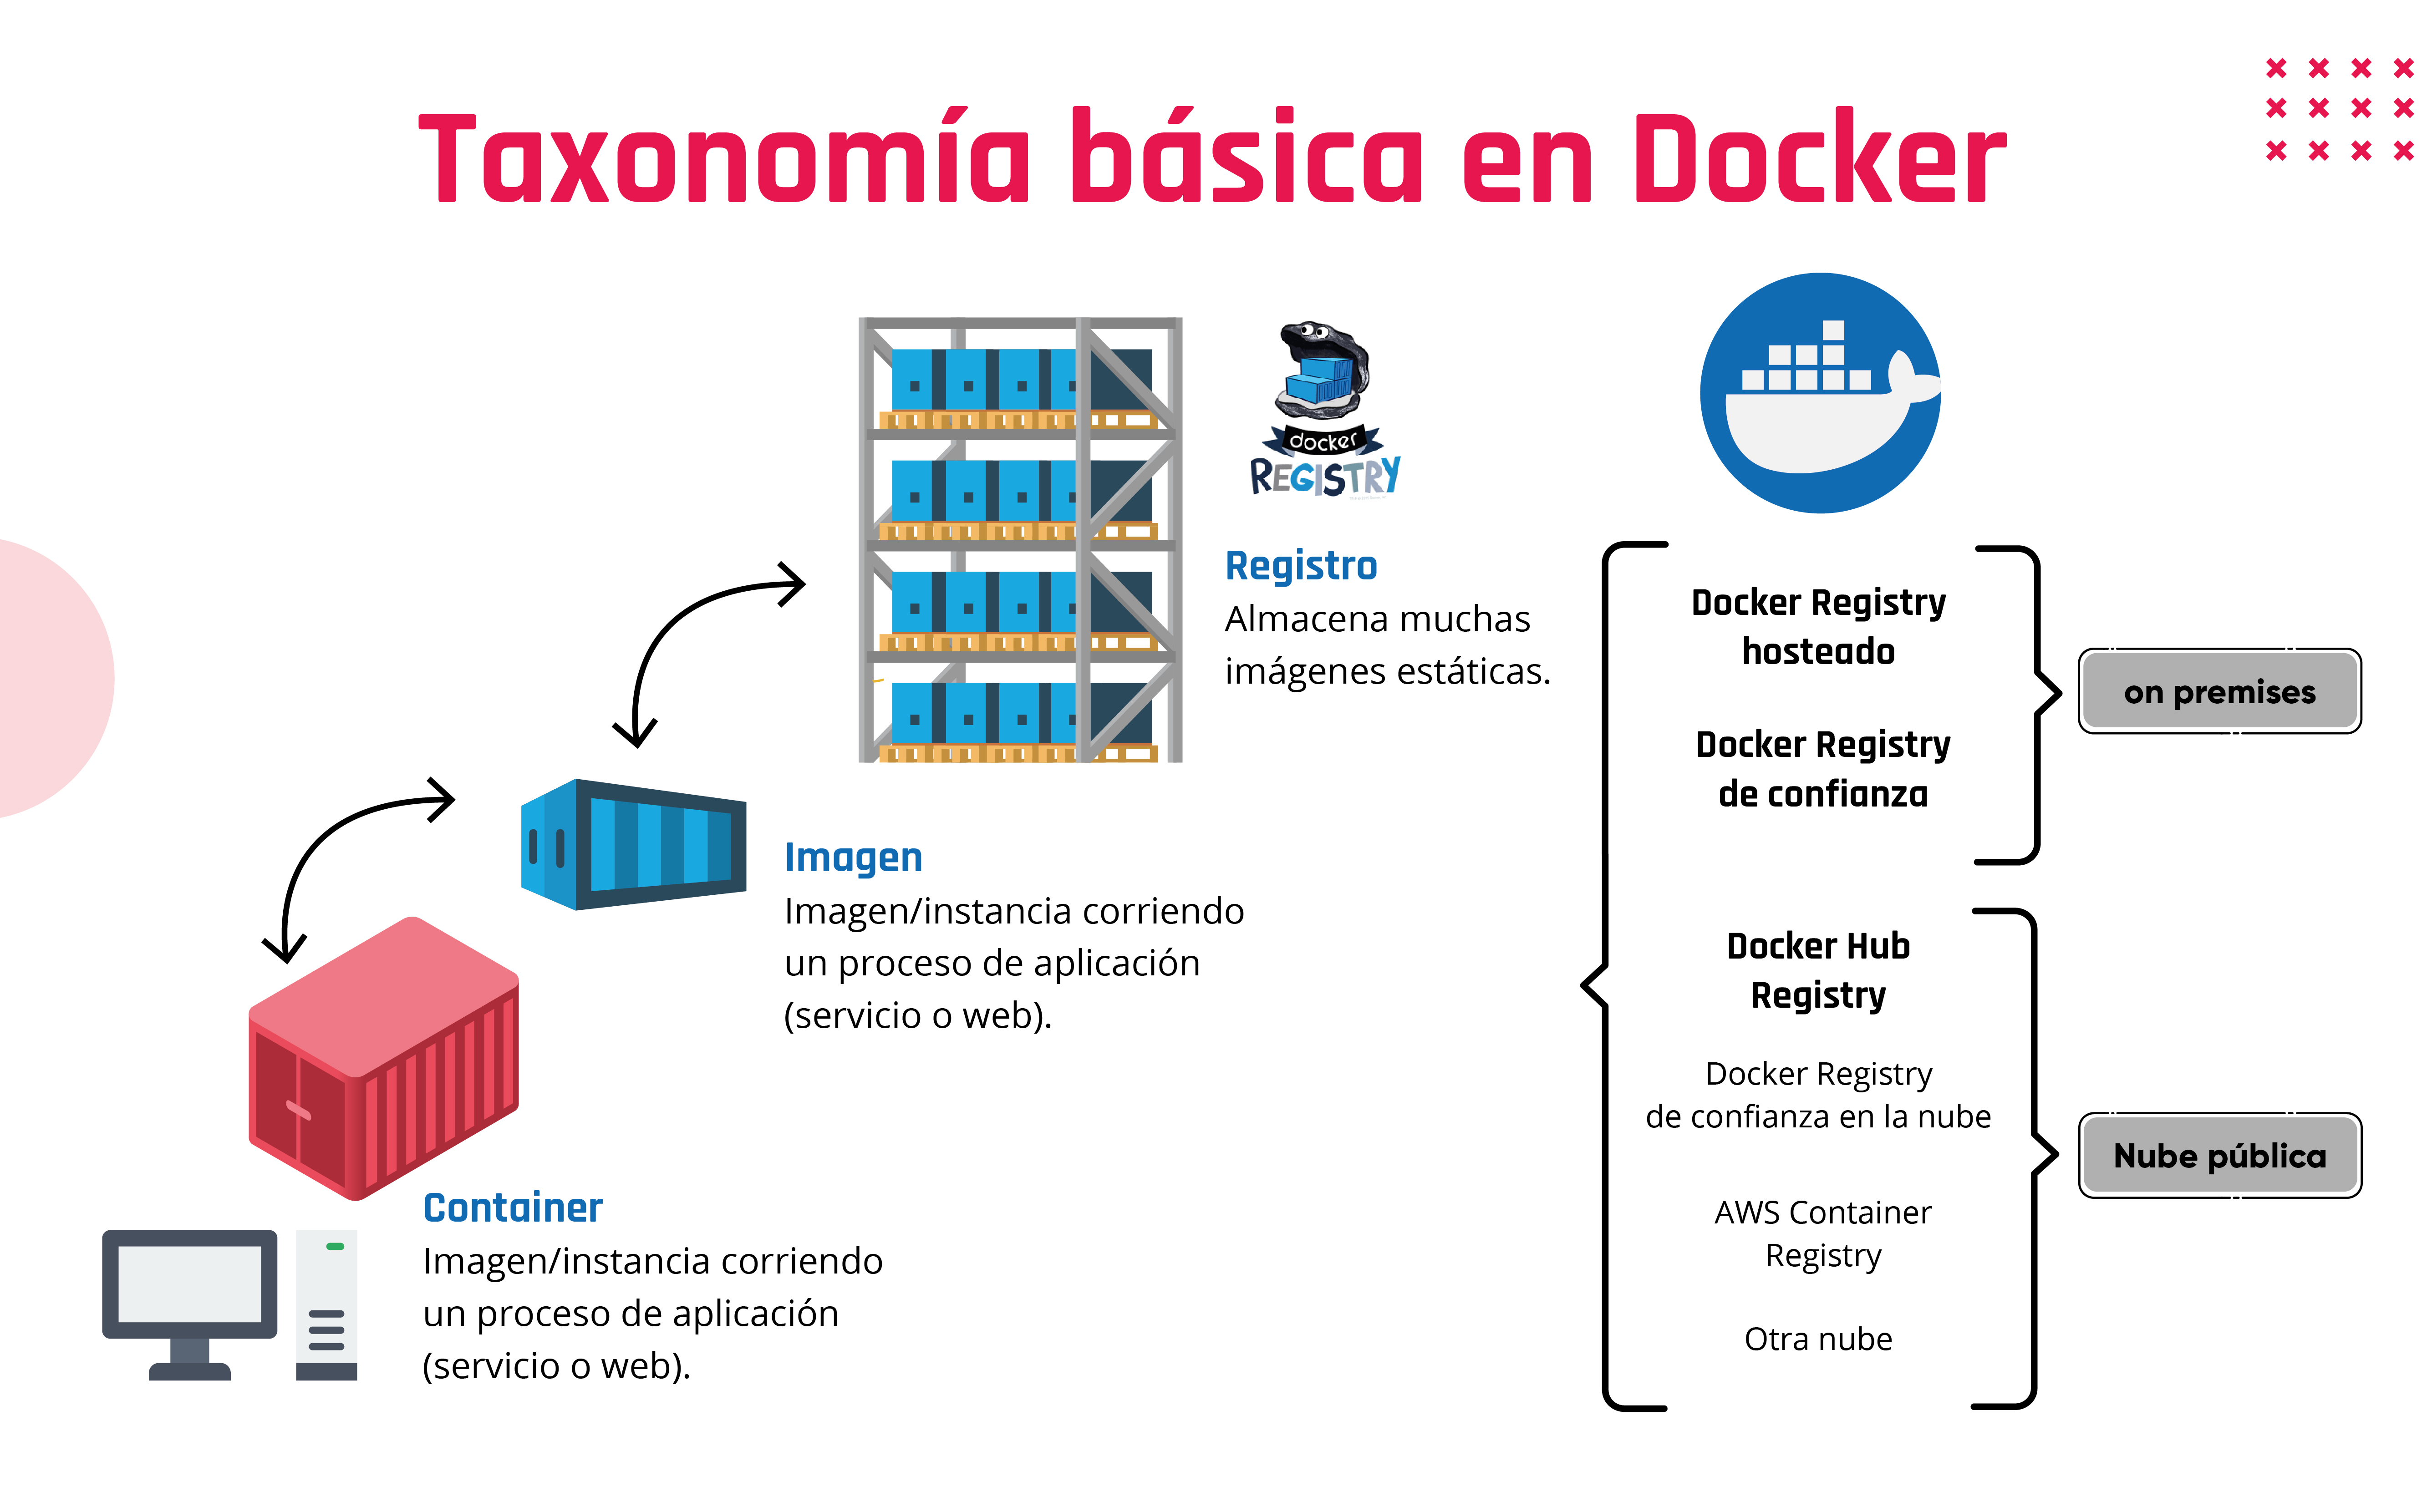 Taxonomía básica en Docker
docker
REGISTRY
Registro
Almacena muchas
imágenes estáticas.
Imagen
Imagen/instancia corriendo
un proceso de aplicación
(servicio o web).
Container
Imagen/instancia corriendo
un proceso de aplicación
(servicio o web).
Docker Registry
hosteado
Docker Registry
de confianza
on premises
Docker Hub
Registry
Docker Registry
de confianza en la nube
AWS Container
Registry
Otra nube
Nube pública